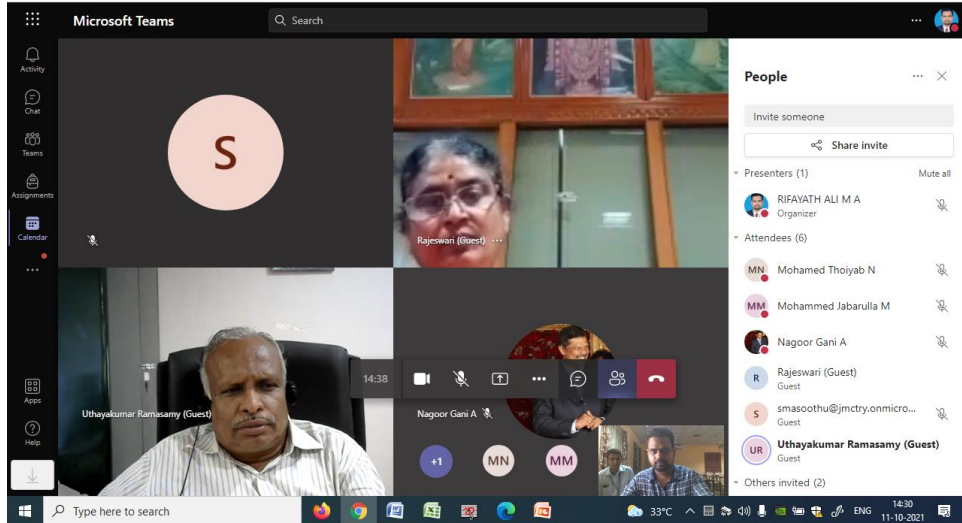 Microsoft Teams
Search
Activity
Chat
Teams
Assignments
Calendar
Apps
Help
S
Rajeswari (Guest)
Uthayakumar Ramasamy (Guest)
14:38
Nagoor Gani A
+1
MN
MM
People
Invite someone
Share invite
Presenters (1) Mute all
RIFAYATH ALI M A
Organizer
Attendees (6)
MN Mohamed Thoiyab N
MM Mohammed Jabarulla M
Nagoor Gani A
R Rajeswari (Guest)
Guest
S smasoothu@jmctry.onmicro...
Guest
UR Uthayakumar Ramasamy (Guest)
Guest
Others invited (2)
Type here to search
33°C
ENG
14:30
11-10-2021